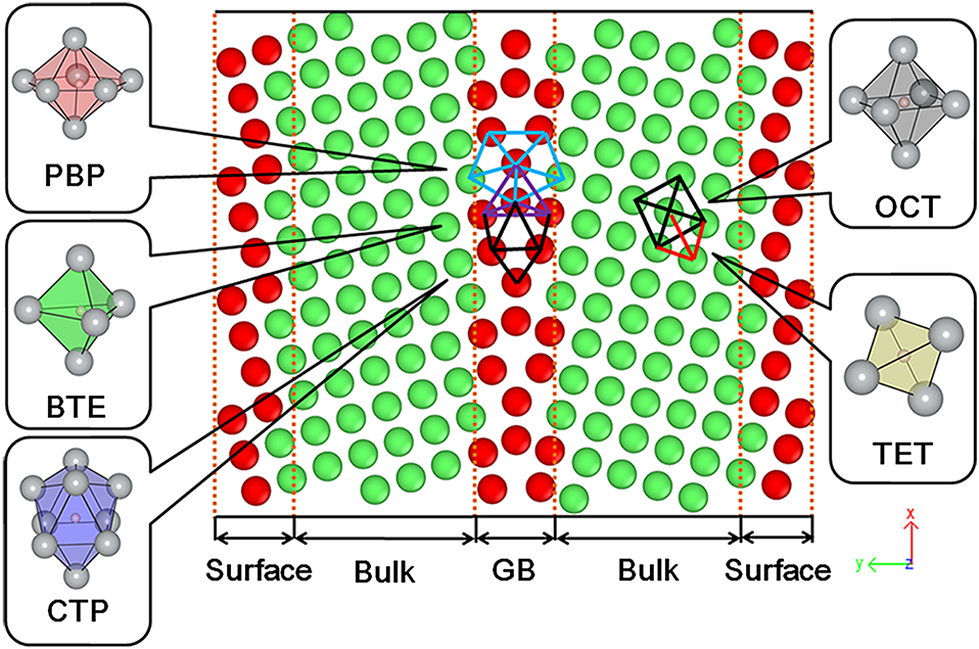 PBP
BTE
CTP
OCT
TET
Surface
Bulk
GB
Bulk
Surface
x
y
z